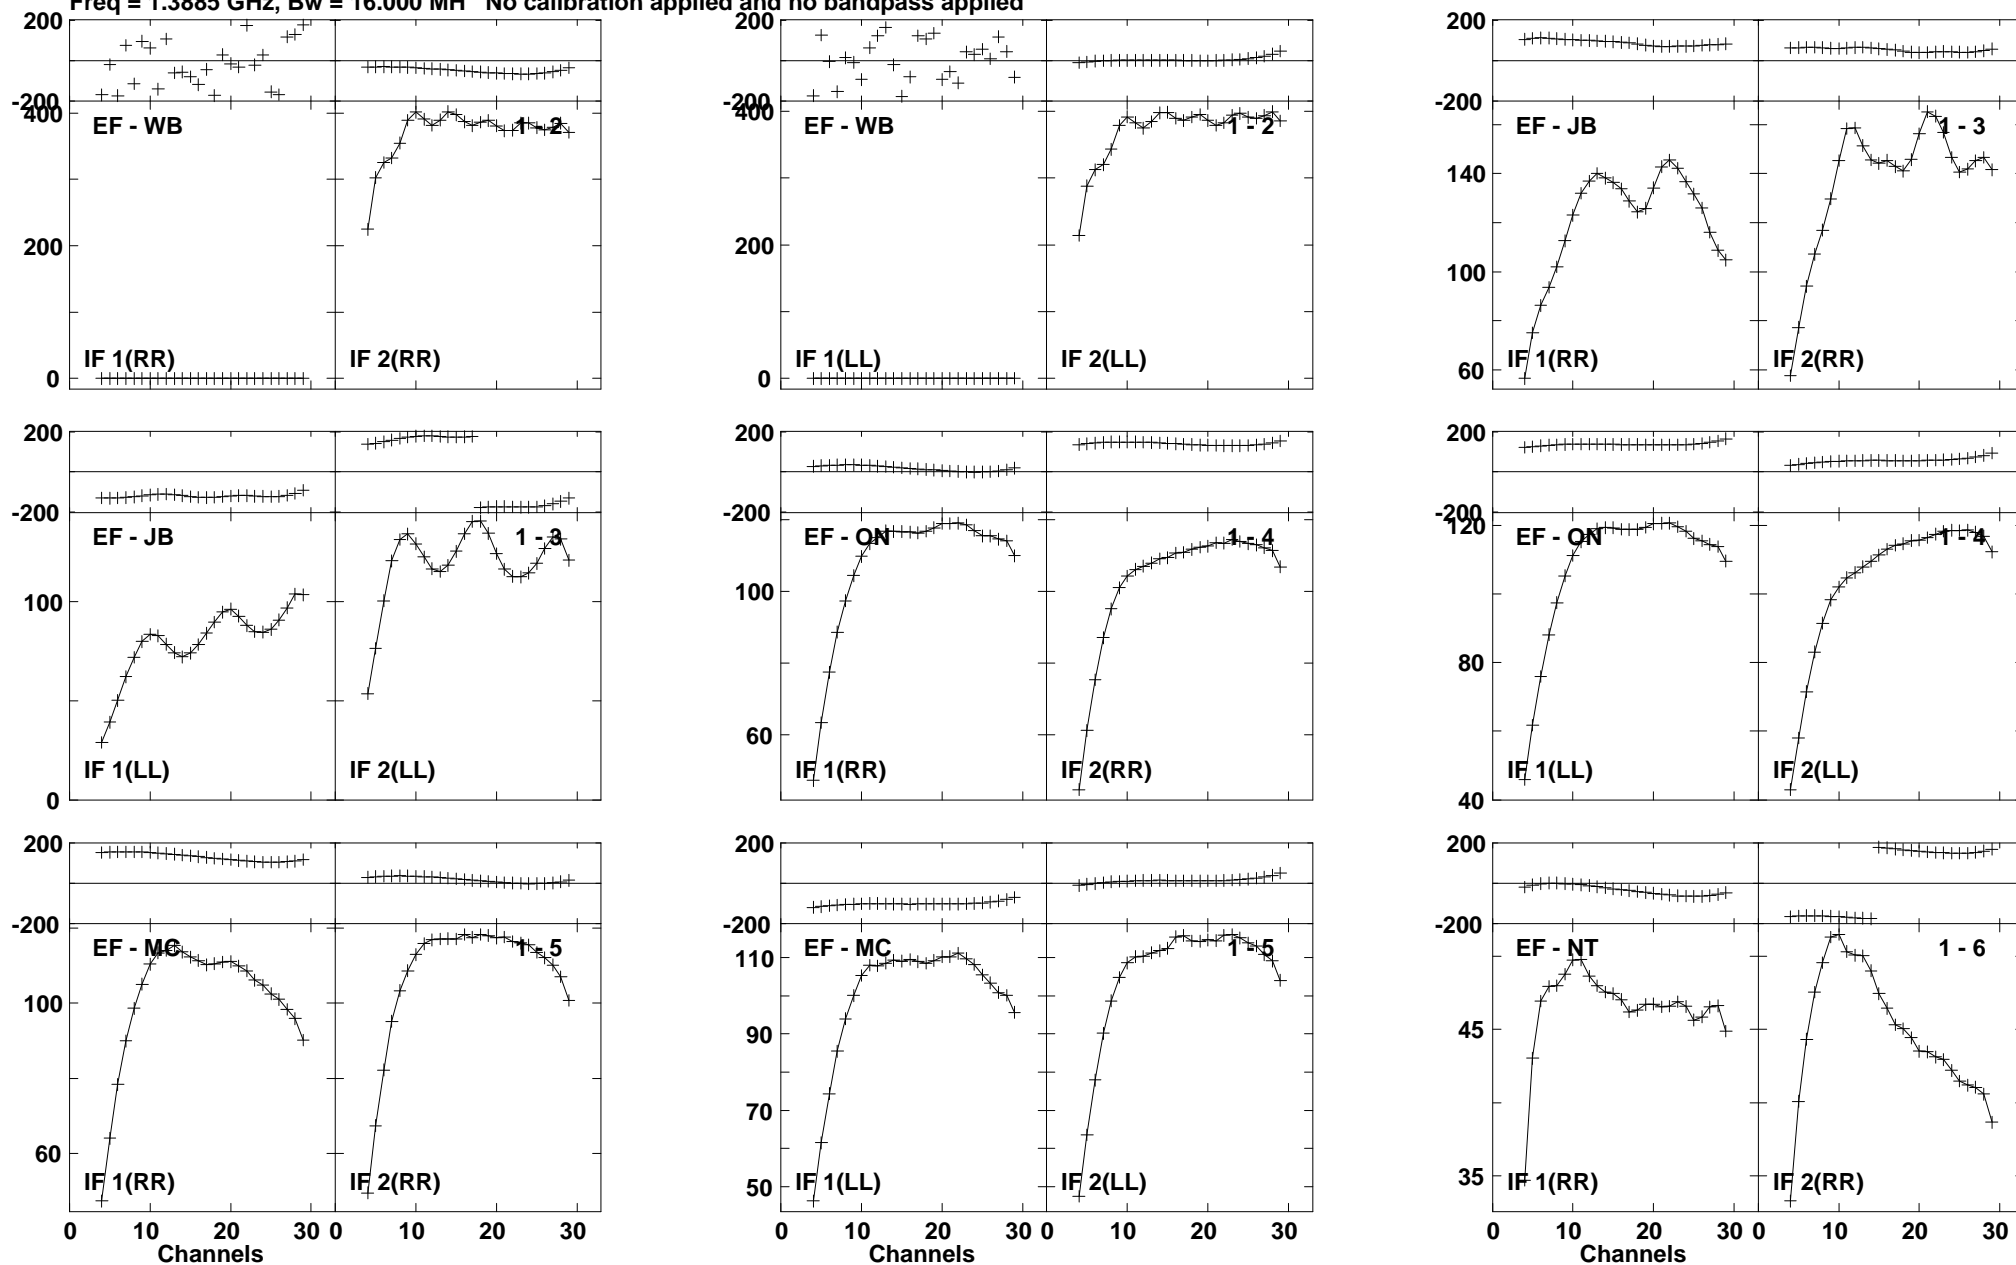 Freq = 1.3885 GHz, Bw = 16.000 MH No calibration applied and no bandpass applied
200
-200
400
200
0
EF - WB
1 - 2
IF 1(RR)
IF 2(RR)
200
-200
400
200
0
EF - WB
1 - 2
IF 1(LL)
IF 2(LL)
200
-200
140
100
60
EF - JB
1 - 3
IF 1(RR)
IF 2(RR)
200
-200
100
0
EF - JB
1 - 3
IF 1(LL)
IF 2(LL)
200
-200
100
60
EF - ON
1 - 4
IF 1(RR)
IF 2(RR)
200
-200
120
80
40
EF - ON
1 - 4
IF 1(LL)
IF 2(LL)
200
-200
100
60
EF - MC
1 - 5
IF 1(RR)
IF 2(RR)
0 10 20 30 0 10 20 30
Channels
200
-200
110
90
70
50
EF - MC
1 - 5
IF 1(LL)
IF 2(LL)
0 10 20 30 0 10 20 30
Channels
200
-200
45
35
EF - NT
1 - 6
IF 1(RR)
IF 2(RR)
0 10 20 30 0 10 20 30
Channels